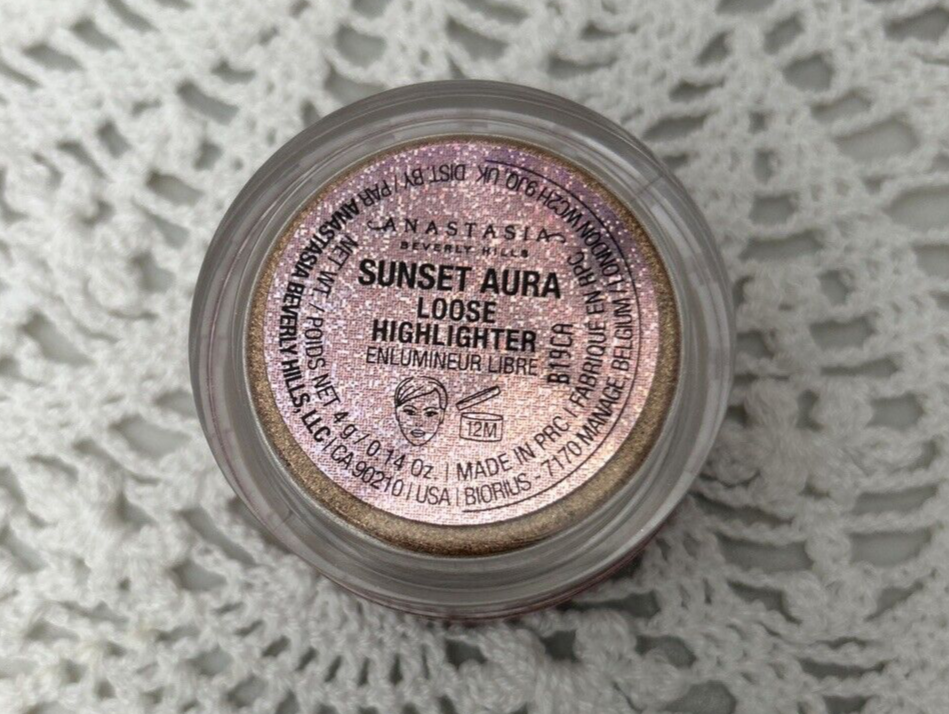 ANASTASIA
BEVERLY HILLS
SUNSET AURA
LOOSE
HIGHLIGHTER
ENLUMINEUR LIBRE
12M
B19CA
NET WT. / POIDS NET 4 g / 0.14 Oz. | MADE IN PRC | FABRIQUÉ EN RPC
DIST. BY / PAR ANASTASIA BEVERLY HILLS, LLC | CA 90210 | USA | BIORIUS - 7170 MANAGE, BELGIUM | LONDON WC2H 9JQ, UK